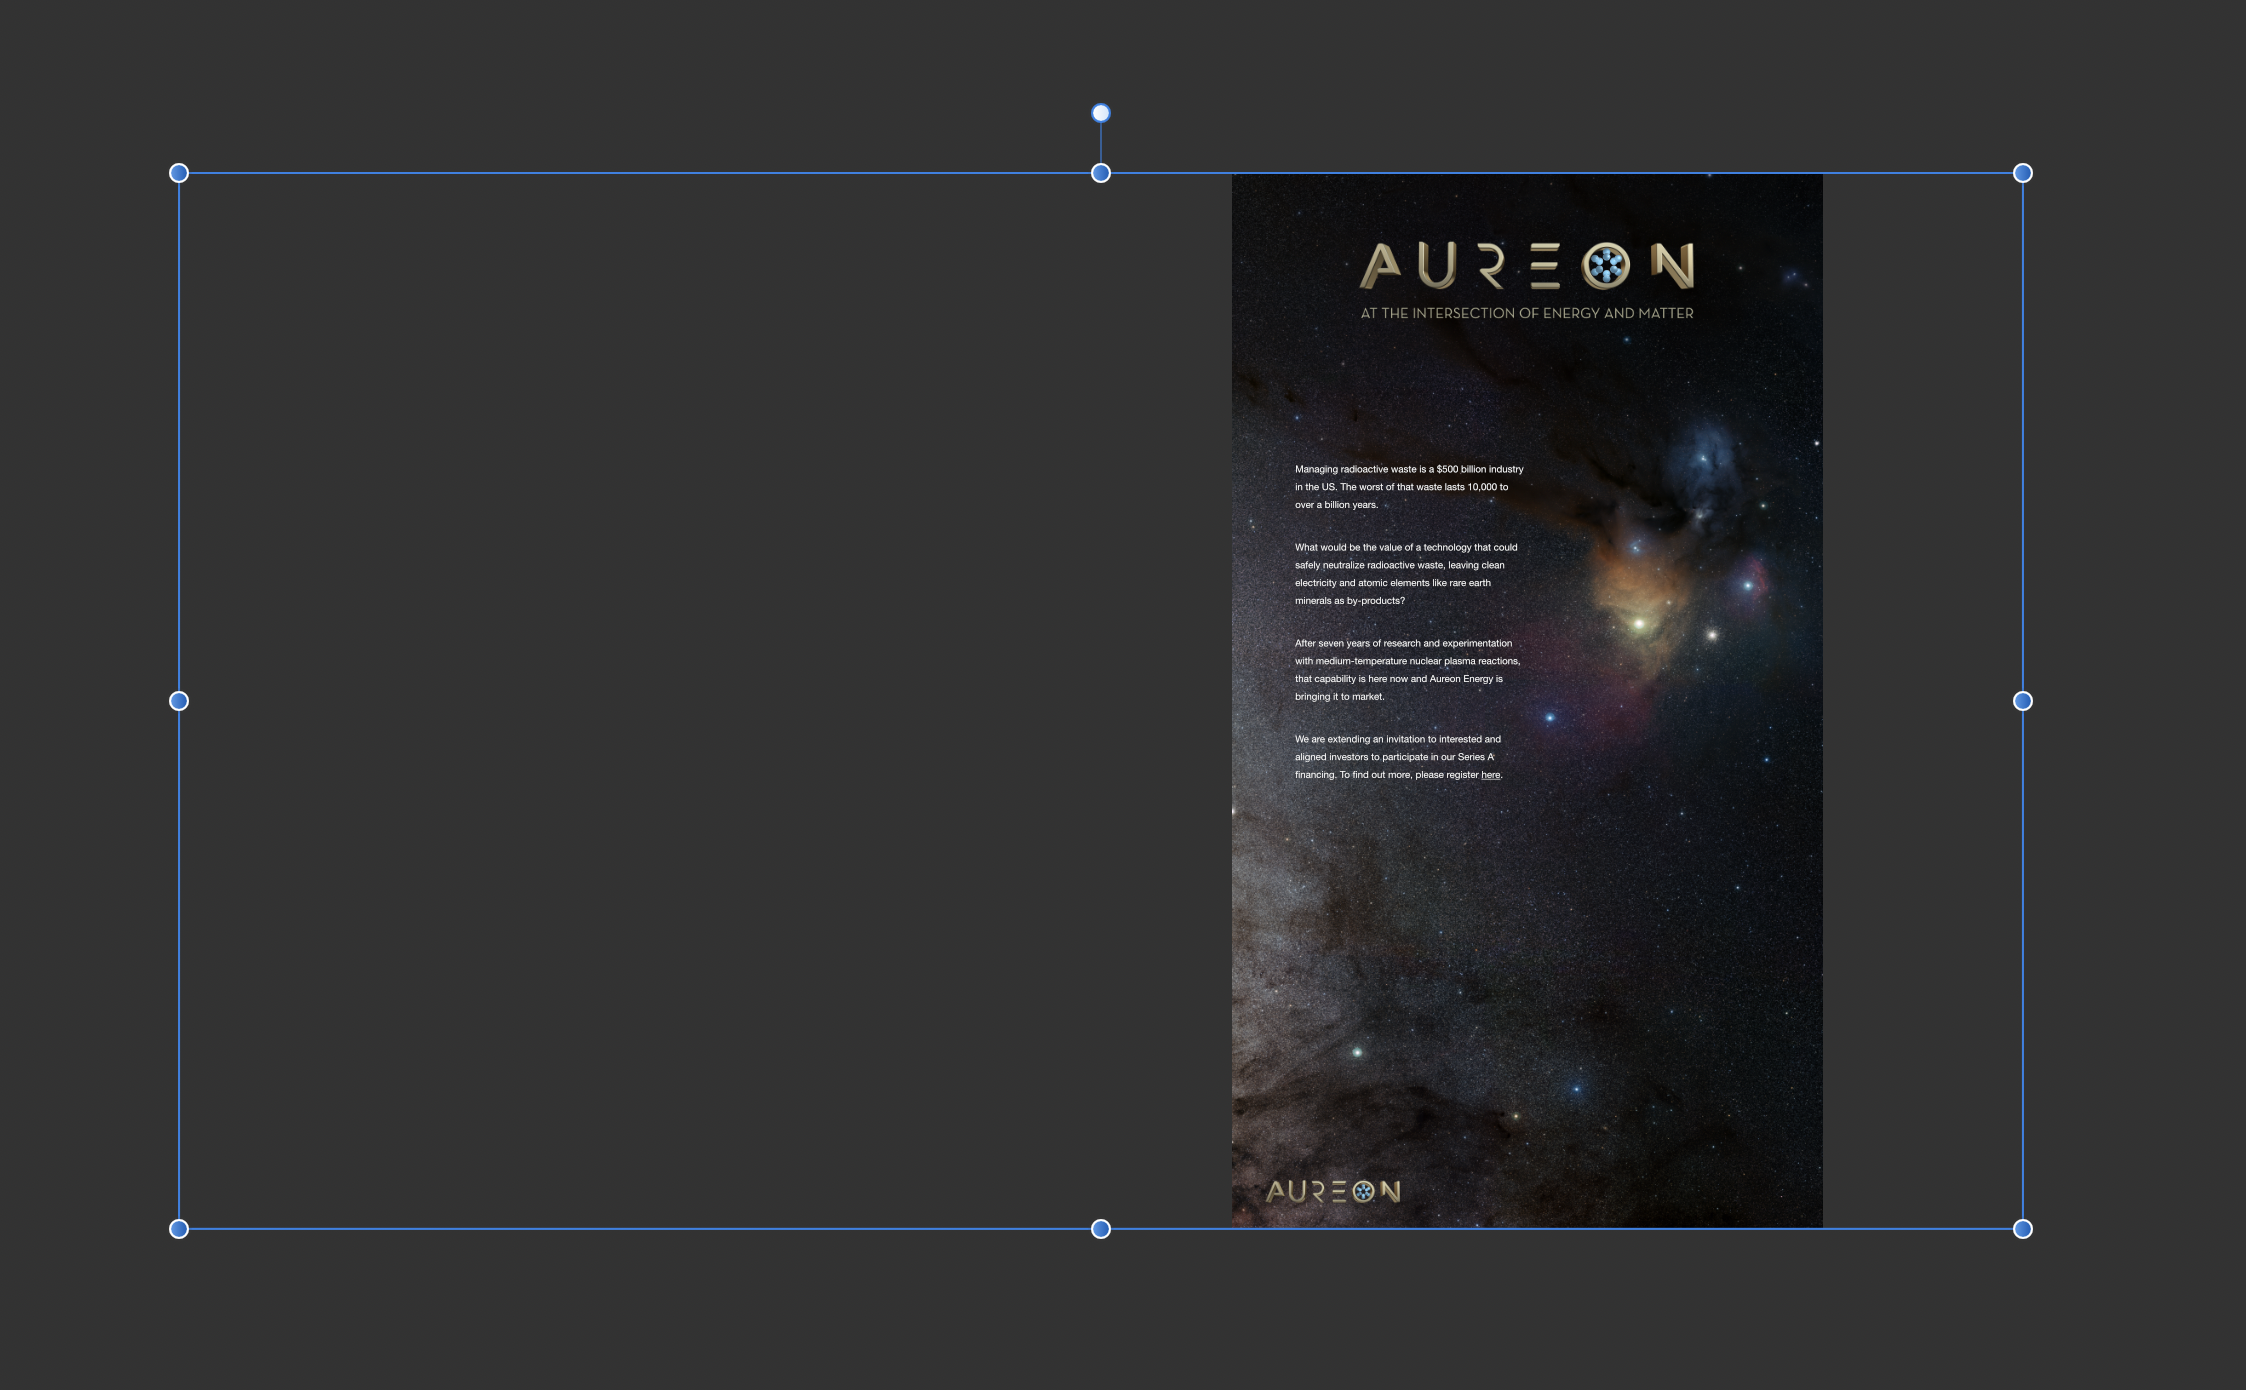 AUREON
AT THE INTERSECTION OF ENERGY AND MATTER
Managing radioactive waste is a $500 billion industry
in the US. The worst of that waste lasts 10,000 to
over a billion years.
What would be the value of a technology that could
safely neutralize radioactive waste, leaving clean
electricity and atomic elements like rare earth
minerals as by-products?
After seven years of research and experimentation
with medium-temperature nuclear plasma reactions,
that capability is here now and Aureon Energy is
bringing it to market.
We are extending an invitation to interested and
aligned investors to participate in our Series A
financing. To find out more, please register here.
AUREON